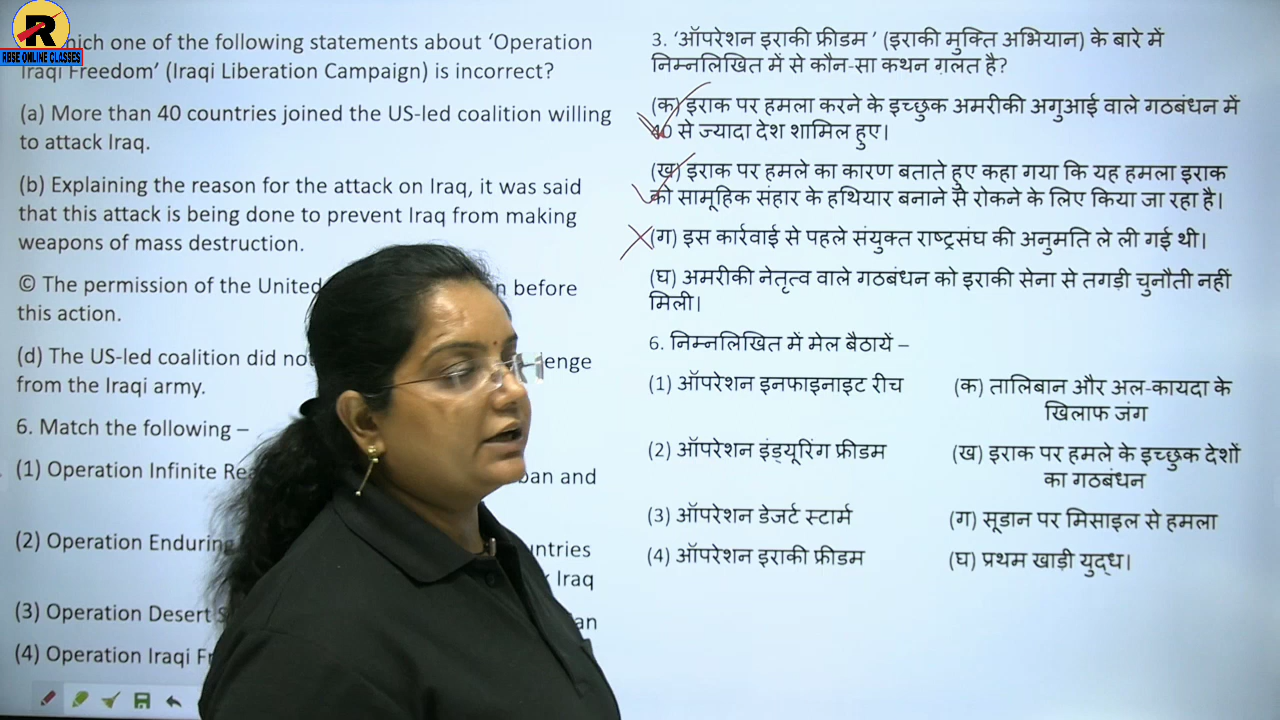 R
RBSE ONLINE CLASSES
hich one of the following statements about ‘Operation
Iraqi Freedom’ (Iraqi Liberation Campaign) is incorrect?
(a) More than 40 countries joined the US-led coalition willing
to attack Iraq.
(b) Explaining the reason for the attack on Iraq, it was said
that this attack is being done to prevent Iraq from making
weapons of mass destruction.
© The permission of the United n before
this action.
(d) The US-led coalition did no enge
from the Iraqi army.
6. Match the following –
(1) Operation Infinite Re ban and
(2) Operation Enduring ntries
Iraq
(3) Operation Desert S an
(4) Operation Iraqi Fr
3. ‘ऑपरेशन इराकी फ्रीडम ’ (इराकी मुक्ति अभियान) के बारे में
निम्नलिखित में से कौन-सा कथन ग़लत है?
(क) इराक पर हमला करने के इच्छुक अमरीकी अगुआई वाले गठबंधन में
40 से ज्यादा देश शामिल हुए।
(ख) इराक पर हमले का कारण बताते हुए कहा गया कि यह हमला इराक
को सामूहिक संहार के हथियार बनाने से रोकने के लिए किया जा रहा है।
(ग) इस कार्रवाई से पहले संयुक्त राष्ट्रसंघ की अनुमति ले ली गई थी।
(घ) अमरीकी नेतृत्व वाले गठबंधन को इराकी सेना से तगड़ी चुनौती नहीं
मिली।
6. निम्नलिखित में मेल बैठायें –
(1) ऑपरेशन इनफाइनाइट रीच (क) तालिबान और अल-कायदा के
खिलाफ जंग
(2) ऑपरेशन इंड्यूरिंग फ्रीडम (ख) इराक पर हमले के इच्छुक देशों
का गठबंधन
(3) ऑपरेशन डेजर्ट स्टार्म (ग) सूडान पर मिसाइल से हमला
(4) ऑपरेशन इराकी फ्रीडम (घ) प्रथम खाड़ी युद्ध।